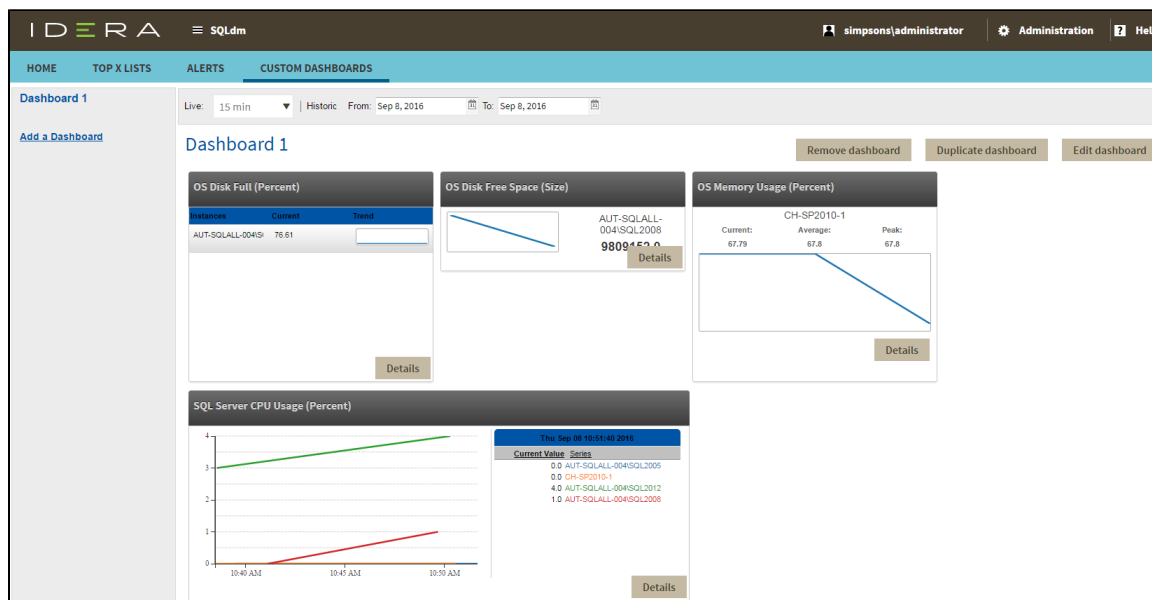 IDERA
SQLdm
simpsons\administrator
Administration
? Hel
HOME
TOP X LISTS
ALERTS
CUSTOM DASHBOARDS
Dashboard 1
Add a Dashboard
Live: 15 min | Historic From: Sep 8, 2016 To: Sep 8, 2016
Dashboard 1
Remove dashboard
Duplicate dashboard
Edit dashboard
OS Disk Full (Percent)
Instances Current Trend
AUT-SQLALL-004\S 76.61
Details
OS Disk Free Space (Size)
AUT-SQLALL-
004\SQL2008
Details
OS Memory Usage (Percent)
CH-SP2010-1
Current: Average: Peak:
67.79 67.8 67.8
Details
SQL Server CPU Usage (Percent)
4
3
2
1
0
10:40 AM 10:45 AM 10:50 AM
Thu Sep 08 10:51:40 2016
Current Value Series
0.0 AUT-SQLALL-004\SQL2005
0.0 CH-SP2010-1
4.0 AUT-SQLALL-004\SQL2012
1.0 AUT-SQLALL-004\SQL2008
Details